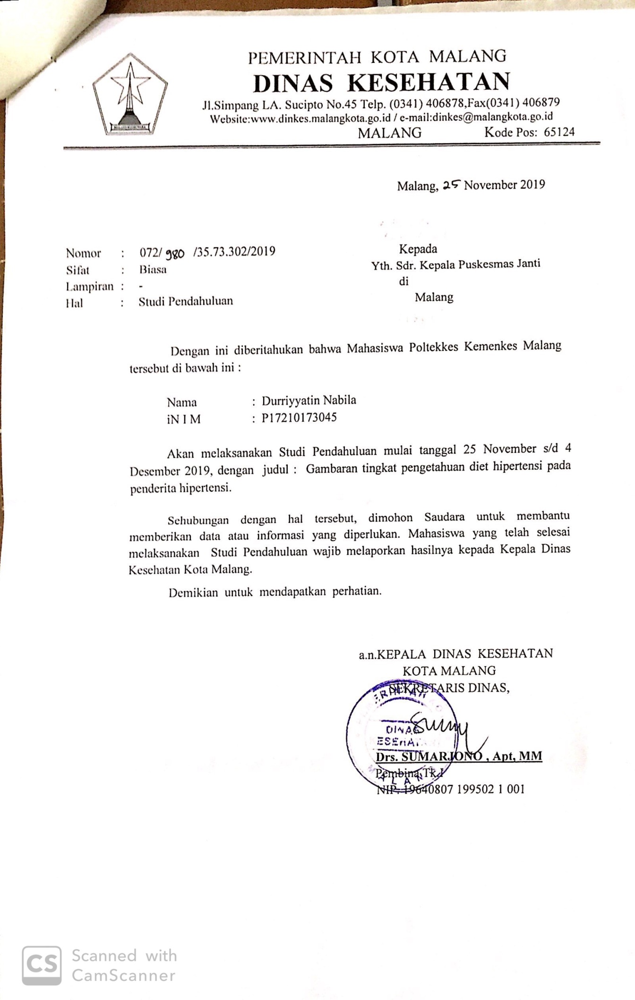 PEMERINTAH KOTA MALANG
DINAS KESEHATAN
Jl.Simpang LA. Sucipto No.45 Telp. (0341) 406878,Fax(0341) 406879
Website:www.dinkes.malangkota.go.id / e-mail:dinkes@malangkota.go.id
MALANG Kode Pos: 65124
Malang, 25 November 2019
Nomor : 072/ 980 /35.73.302/2019
Sifat : Biasa
Lampiran : -
Hal : Studi Pendahuluan
Kepada
Yth. Sdr. Kepala Puskesmas Janti
di
Malang
Dengan ini diberitahukan bahwa Mahasiswa Poltekkes Kemenkes Malang
tersebut di bawah ini :
Nama : Durriyyatin Nabila
iN I M : P17210173045
Akan melaksanakan Studi Pendahuluan mulai tanggal 25 November s/d 4
Desember 2019, dengan judul : Gambaran tingkat pengetahuan diet hipertensi pada
penderita hipertensi.
Sehubungan dengan hal tersebut, dimohon Saudara untuk membantu
memberikan data atau informasi yang diperlukan. Mahasiswa yang telah selesai
melaksanakan Studi Pendahuluan wajib melaporkan hasilnya kepada Kepala Dinas
Kesehatan Kota Malang.
Demikian untuk mendapatkan perhatian.
a.n.KEPALA DINAS KESEHATAN
KOTA MALANG
SEKRETARIS DINAS,
DINAS
Drs. SUMARJONO , Apt, MM
Pembina Tk.I
NIP. 19640807 199502 1 001
CS Scanned with
CamScanner